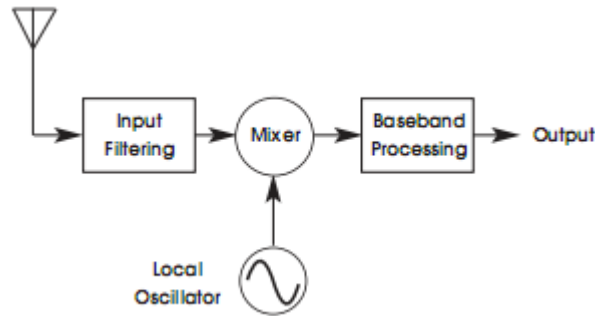 Input
Filtering
Mixer
Baseband
Processing
Output
Local
Oscillator